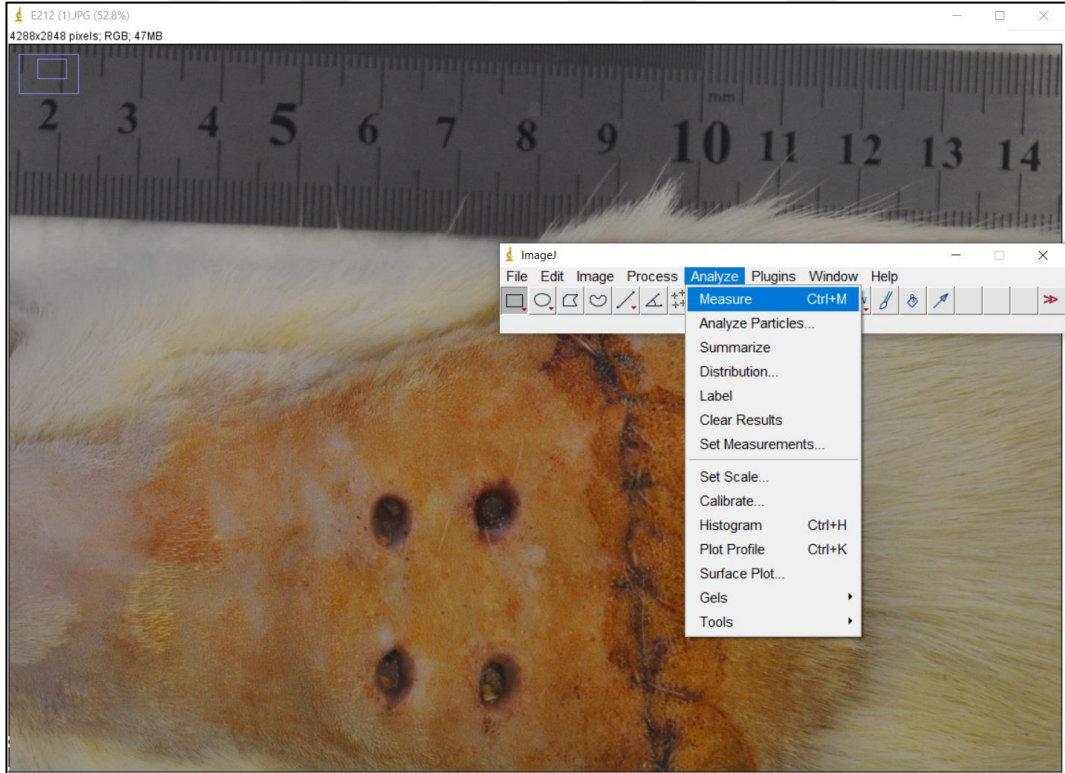 E212 (1).JPG (52.8%)
4288x2848 pixels; RGB; 47MB
mm
2 3 4 5 6 7 8 9 10 11 12 13 14
ImageJ
File Edit Image Process Analyze Plugins Window Help
Measure Ctrl+M
Analyze Particles...
Summarize
Distribution...
Label
Clear Results
Set Measurements...
Set Scale...
Calibrate...
Histogram Ctrl+H
Plot Profile Ctrl+K
Surface Plot...
Gels
Tools